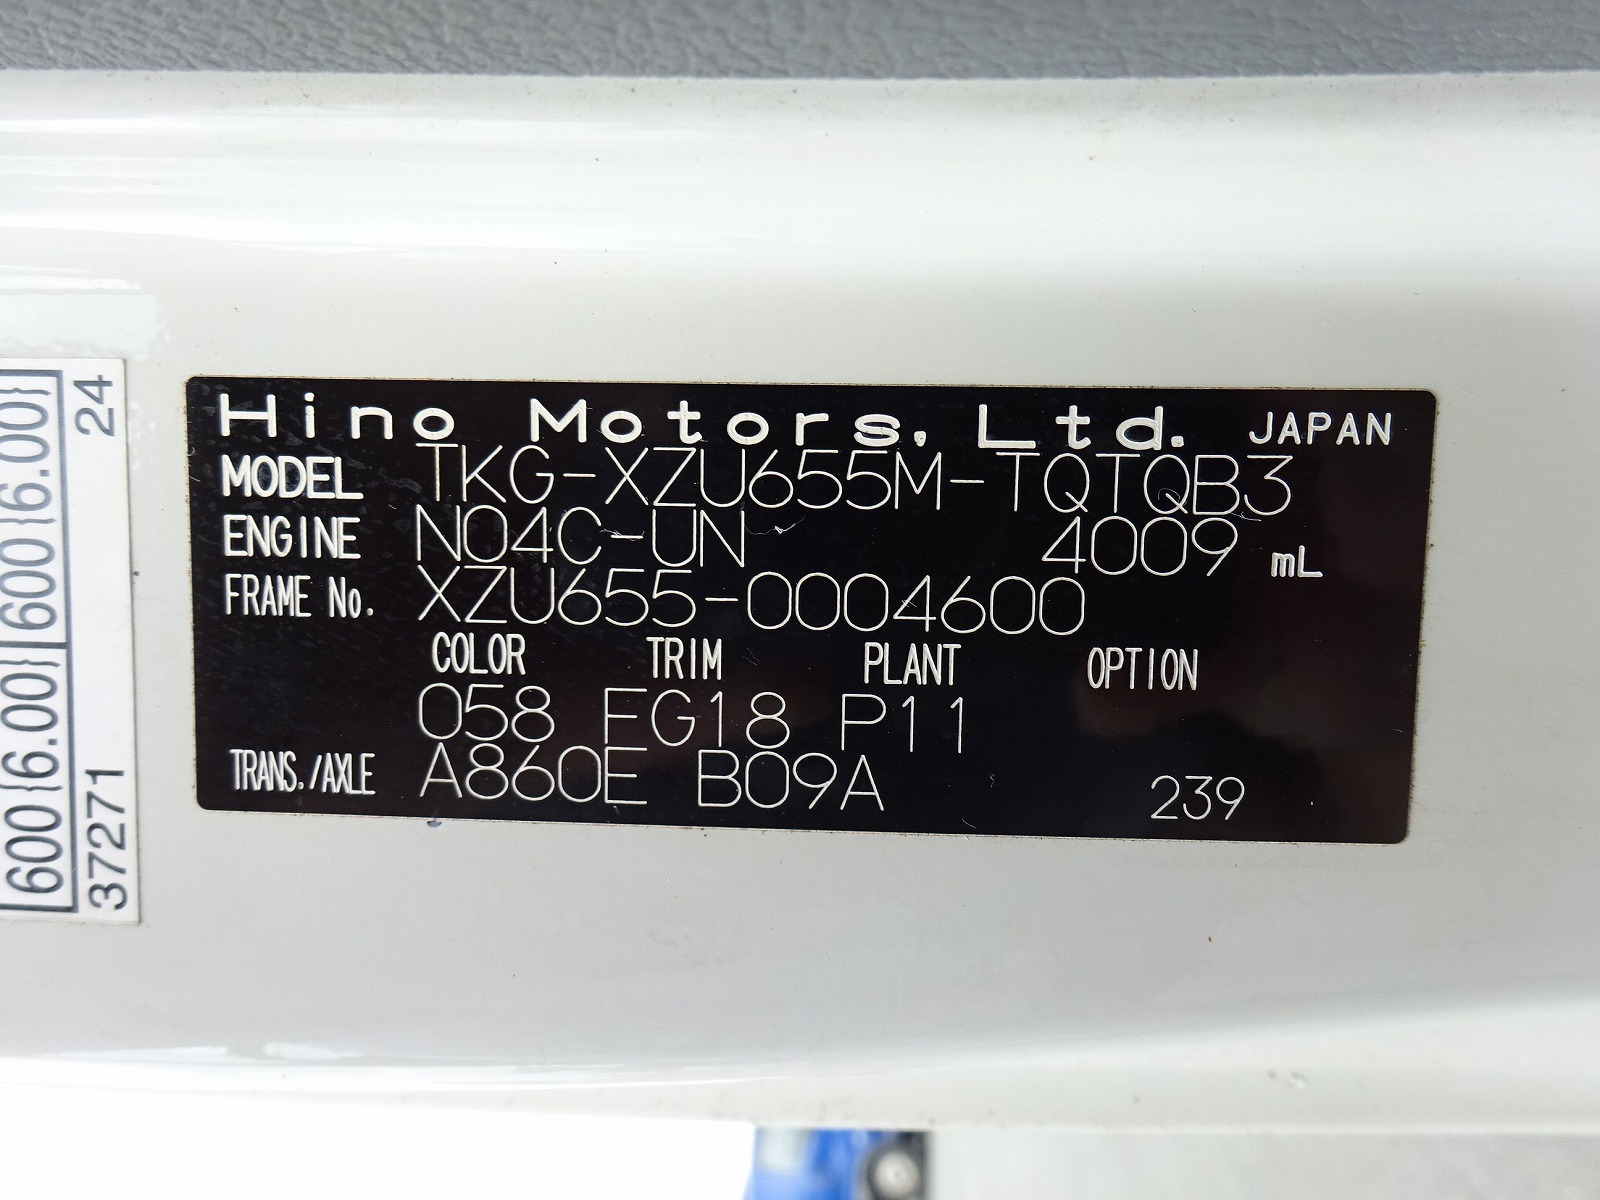 Hino Motors, Ltd. JAPAN
MODEL TKG-XZU655M-TQTQB3
ENGINE N04C-UN 4009 mL
FRAME No. XZU655-0004600
COLOR TRIM PLANT OPTION
058 FG18 P11
TRANS./AXLE A860E B09A 239
600{6.00} 600{6.00}
37271 24